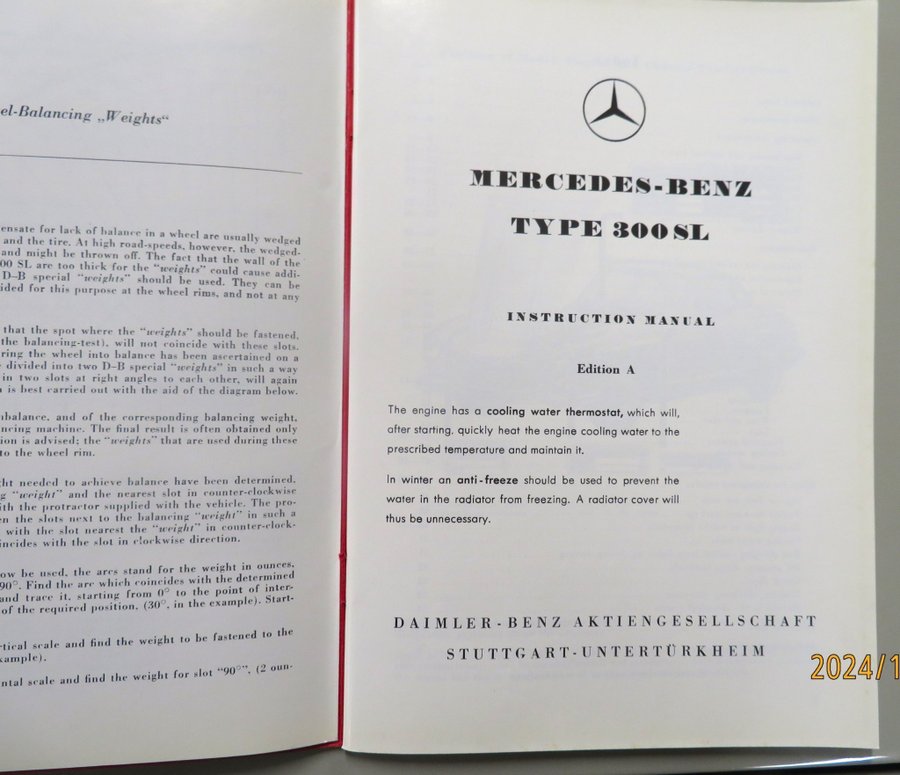 el-Balancing „Weights“
ensate for lack of balance in a wheel are usually wedged
and the tire. At high road-speeds, however, the wedged-
and might be thrown off. The fact that the wall of the
00 SL are too thick for the “weights” could cause addi-
D-B special “weights” should be used. They can be
ided for this purpose at the wheel rims, and not at any
that the spot where the “weights” should be fastened,
the balancing-test), will not coincide with these slots.
ring the wheel into balance has been ascertained on a
divided into two D-B special “weights” in such a way
in two slots at right angles to each other, will again
is best carried out with the aid of the diagram below.
nbalance, and of the corresponding balancing weight,
ncing machine. The final result is often obtained only
ion is advised; the “weights” that are used during these
to the wheel rim.
ght needed to achieve balance have been determined.
g “weight” and the nearest slot in counter-clockwise
ith the protractor supplied with the vehicle. The pro-
en the slots next to the balancing “weight” in such a
with the slot nearest the “weight” in counter-clock-
incides with the slot in clockwise direction.
ow be used, the arcs stand for the weight in ounces,
90°. Find the arc which coincides with the determined
and trace it, starting from 0° to the point of inter-
of the required position, (30°, in the example). Start-
rtical scale and find the weight to be fastened to the
xample).
ntal scale and find the weight for slot “90°”, (2 oun-
MERCEDES-BENZ
TYPE 300 SL
INSTRUCTION MANUAL
Edition A
The engine has a cooling water thermostat, which will,
after starting, quickly heat the engine cooling water to the
prescribed temperature and maintain it.
In winter an anti-freeze should be used to prevent the
water in the radiator from freezing. A radiator cover will
thus be unnecessary.
DAIMLER-BENZ AKTIENGESELLSCHAFT
STUTTGART-UNTERTÜRKHEIM
2024/1